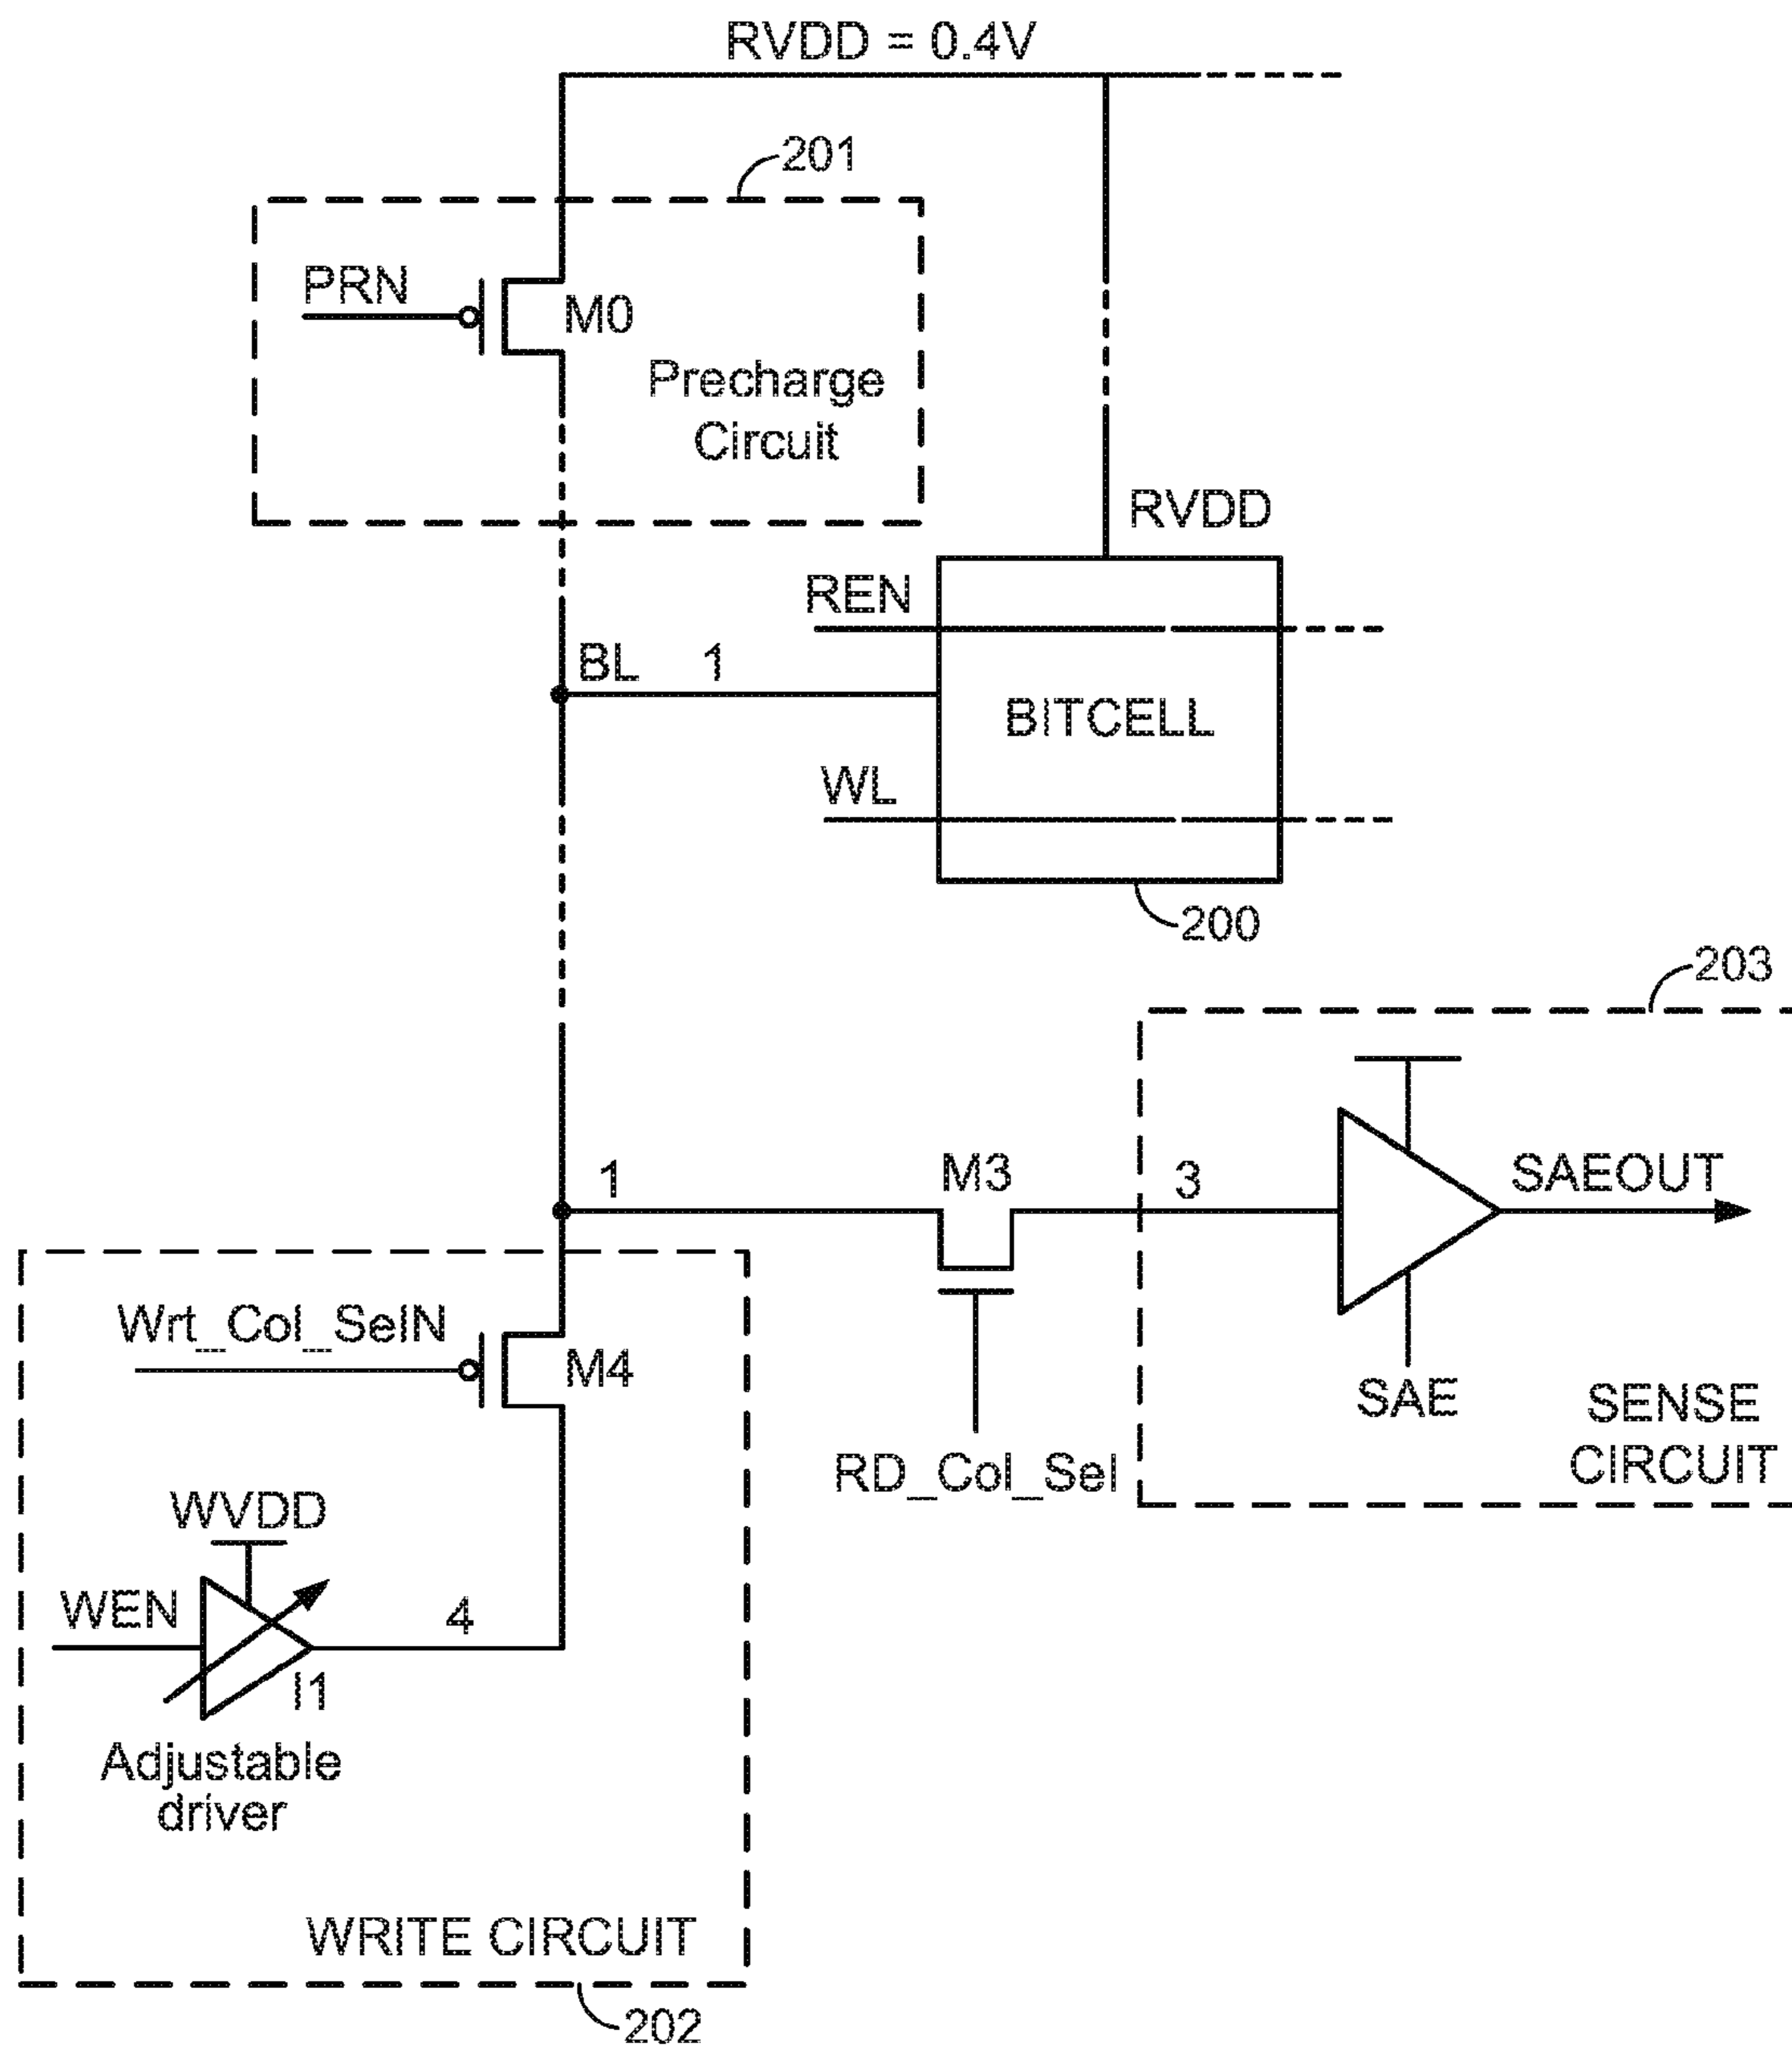 RVDD = 0.4V
201
PRN
M0
Precharge
Circuit
RVDD
REN
BL 1
BITCELL
WL
200
203
1
M3
3
SAEOUT
Wrt_Col_SelN
M4
SAE
SENSE
CIRCUIT
RD_Col_Sel
WVDD
WEN
4
I1
Adjustable
driver
WRITE CIRCUIT
202